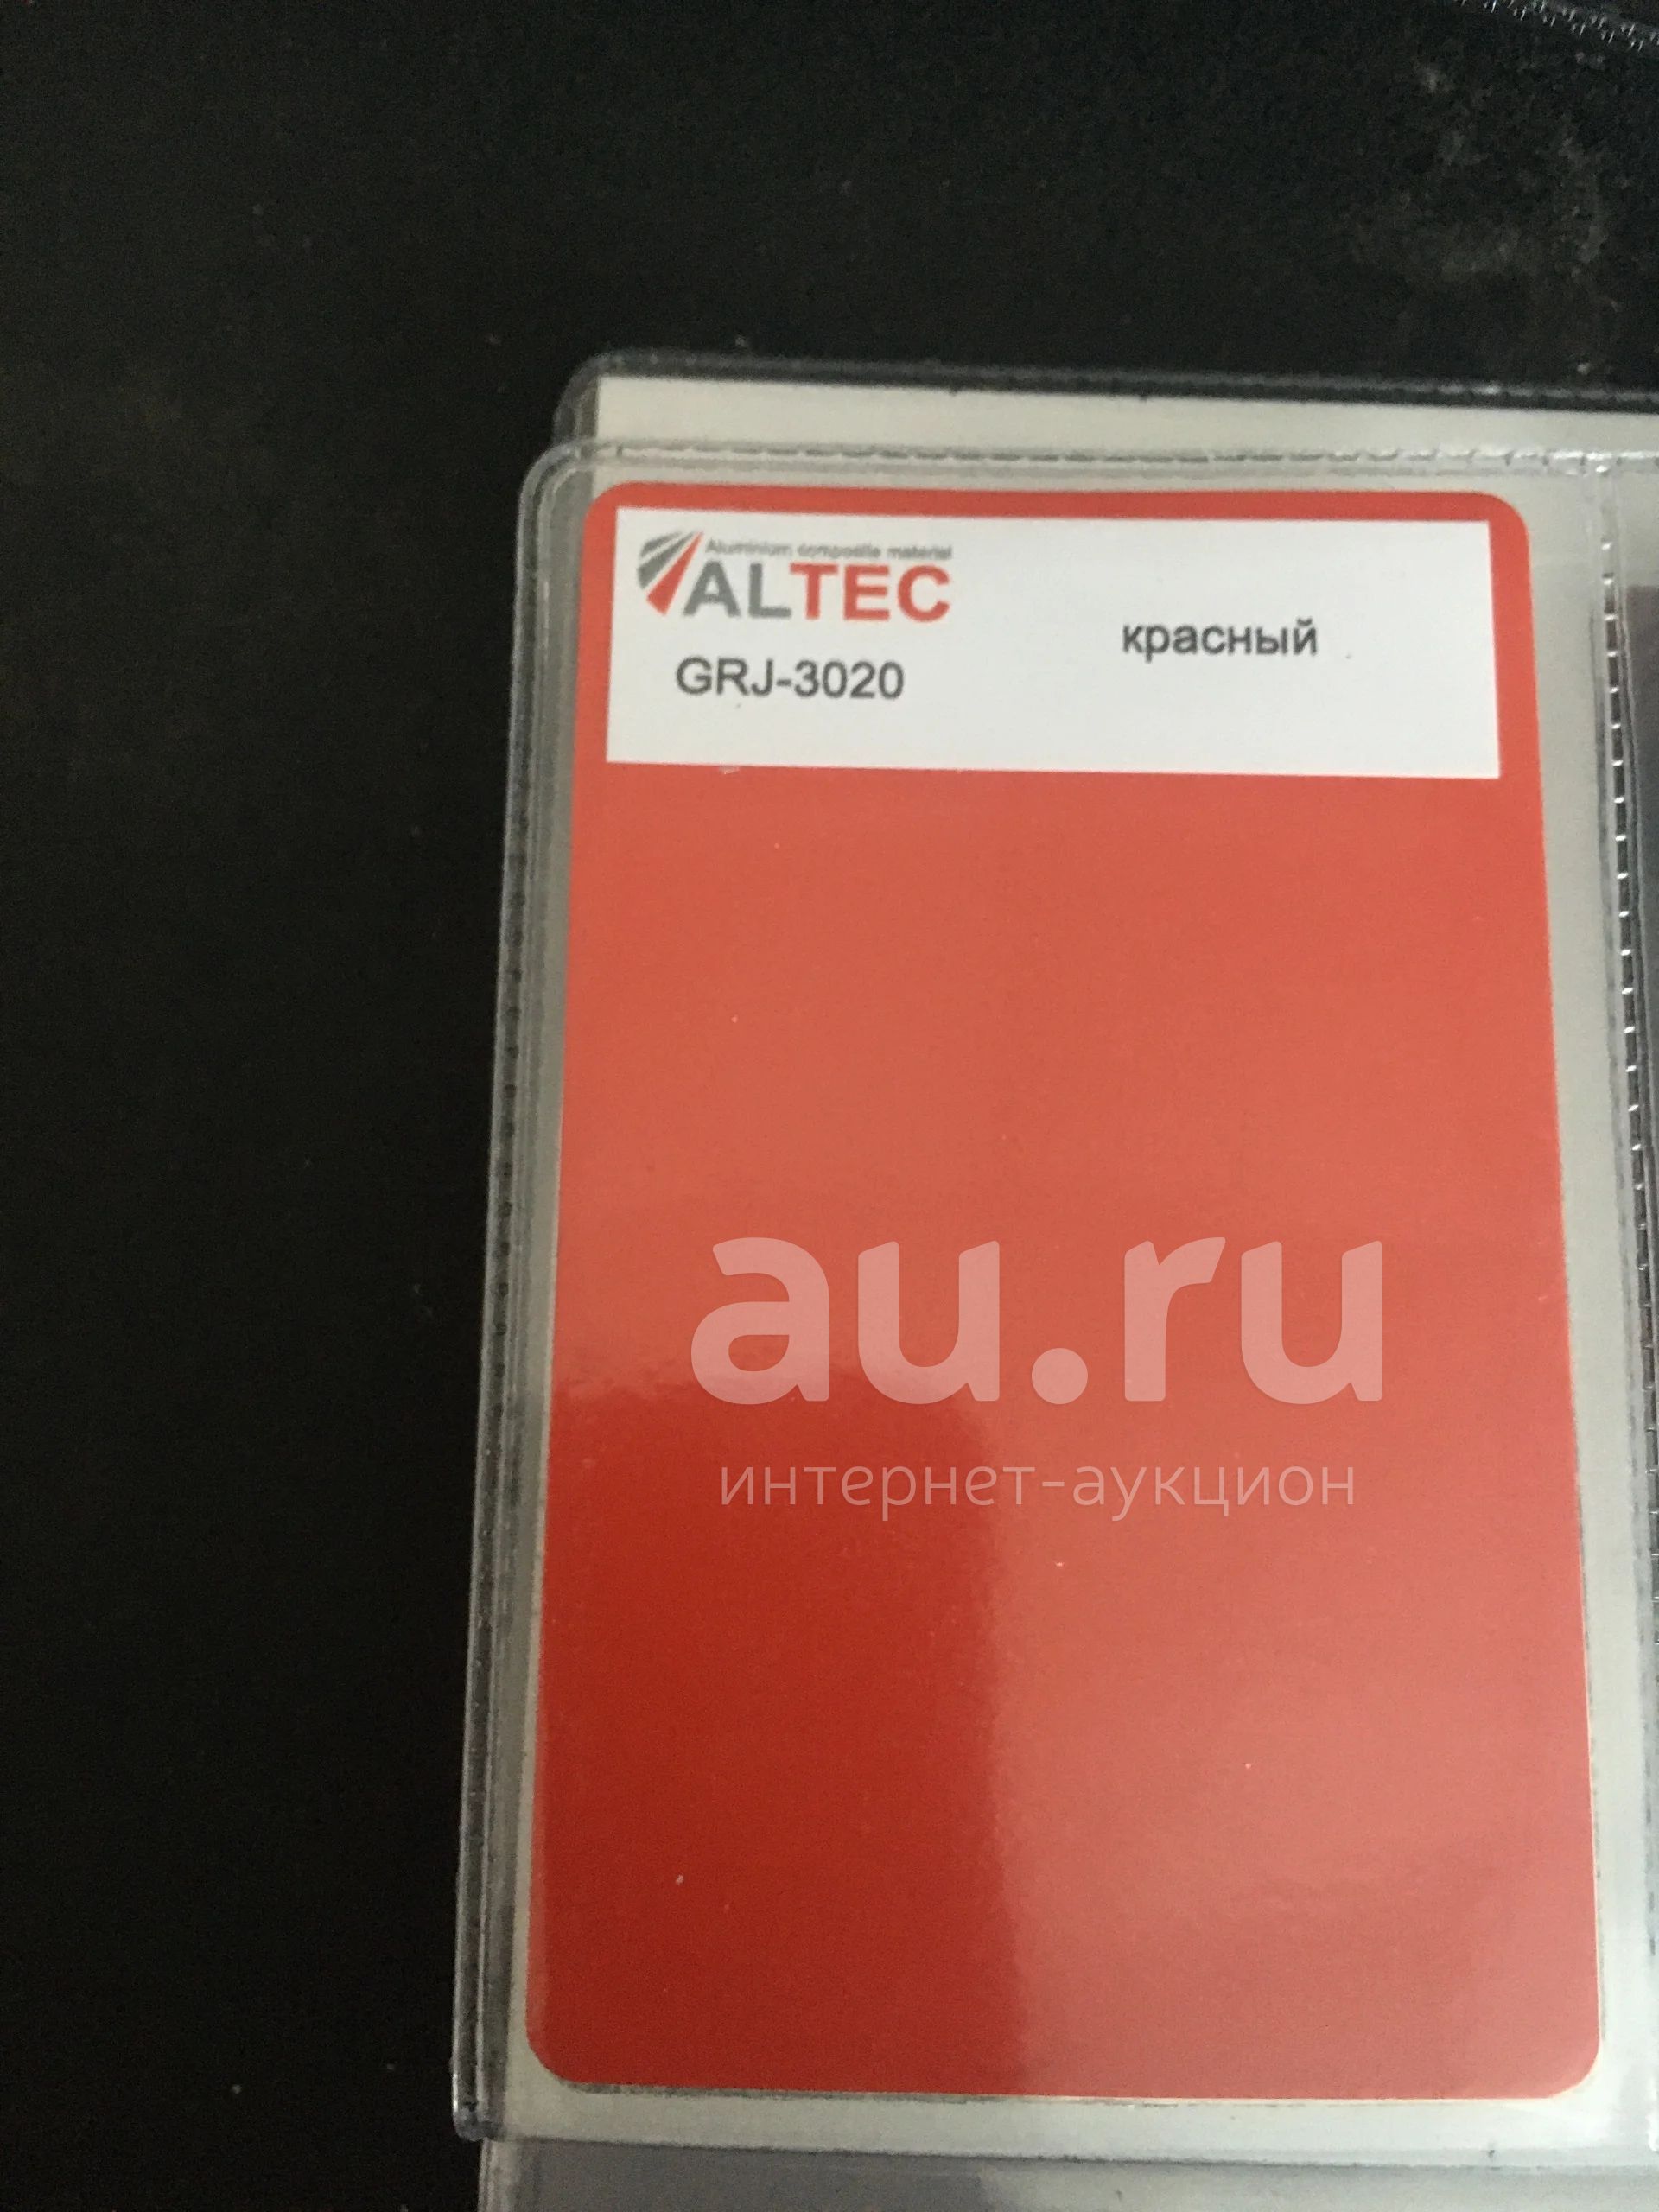 Aluminium composite material
ALTEC
красный
GRJ-3020
au.ru
интернет-аукцион